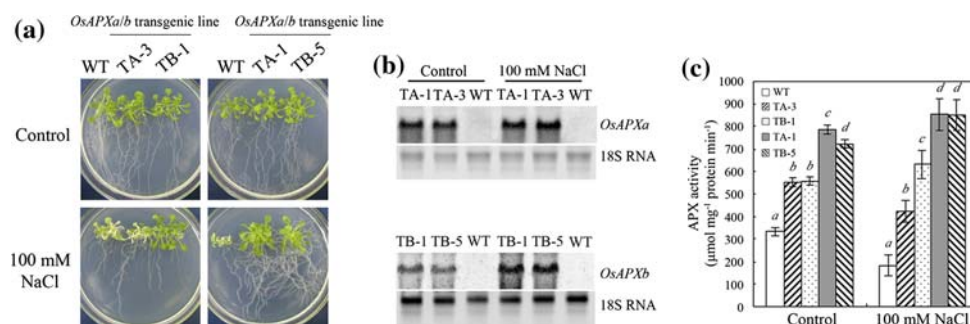 (a)
OsAPXa/b transgenic line OsAPXa/b transgenic line
WT TA-3 TB-1 WT TA-1 TB-5
Control
100 mM
NaCl
(b)
Control 100 mM NaCl
TA-1 TA-3 WT TA-1 TA-3 WT
OsAPXa
18S RNA
TB-1 TB-5 WT TB-1 TB-5 WT
OsAPXb
18S RNA
(c)
APX activity
(µmol mg⁻¹ protein min⁻¹)
1000
900
800
700
600
500
400
300
200
100
0
WT
TA-3
TB-1
TA-1
TB-5
a b b c d
a b c d d
Control 100 mM NaCl